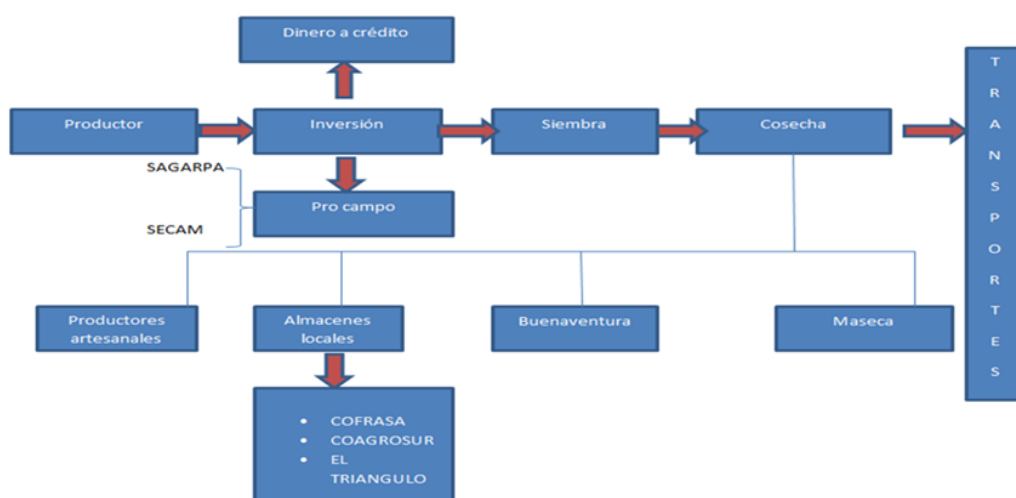 Dinero a crédito
Productor
Inversión
Siembra
Cosecha
SAGARPA
Pro campo
SECAM
Productores
artesanales
Almacenes
locales
Buenaventura
Maseca
• COFRASA
• COAGROSUR
• EL
TRIANGULO
T
R
A
N
S
P
O
R
T
E
S